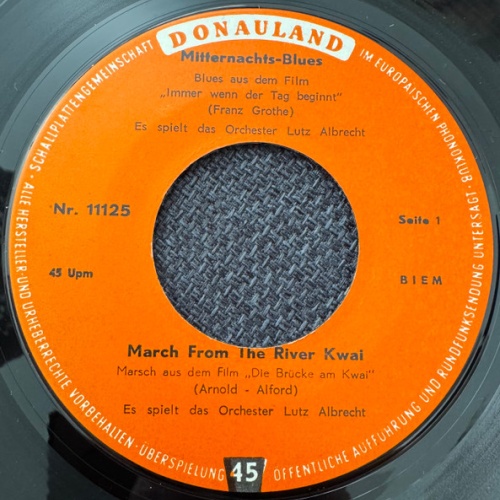 DONAULAND
SCHALLPLATTENGEMEINSCHAFT
IM EUROPÄISCHEN PHONOKLUB ·
Mitternachts-Blues
Blues aus dem Film
„Immer wenn der Tag beginnt"
(Franz Grothe)
Es spielt das Orchester Lutz Albrecht
Nr. 11125
Seite 1
45 Upm
BIEM
March From The River Kwai
Marsch aus dem Film „Die Brücke am Kwai"
(Arnold - Alford)
Es spielt das Orchester Lutz Albrecht
· ALLE HERSTELLER-UND URHEBERRECHTE VORBEHALTEN · ÜBERSPIELUNG
45
ÖFFENTLICHE AUFFÜHRUNG UND RUNDFUNKSENDUNG UNTERSAGT ·